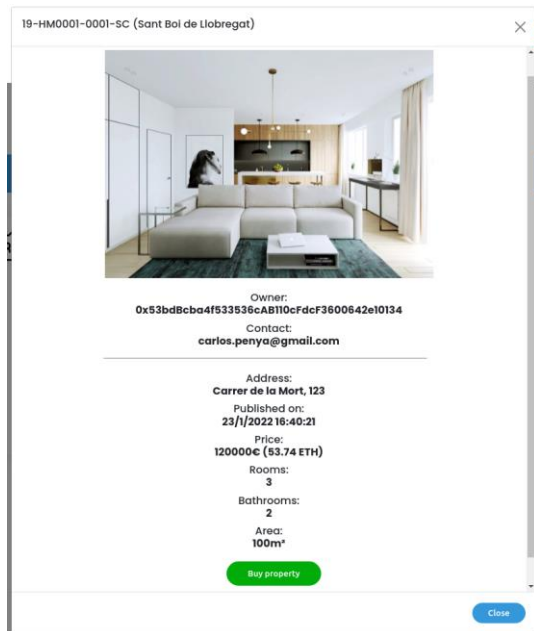 19-HM0001-0001-SC (Sant Boi de Llobregat)
Owner:
0x53bdBcba4f533536cAB110cFdcF3600642e10134
Contact:
carlos.penya@gmail.com
Address:
Carrer de la Mort, 123
Published on:
23/1/2022 16:40:21
Price:
120000€ (53.74 ETH)
Rooms:
3
Bathrooms:
2
Area:
100m²
Buy property
Close